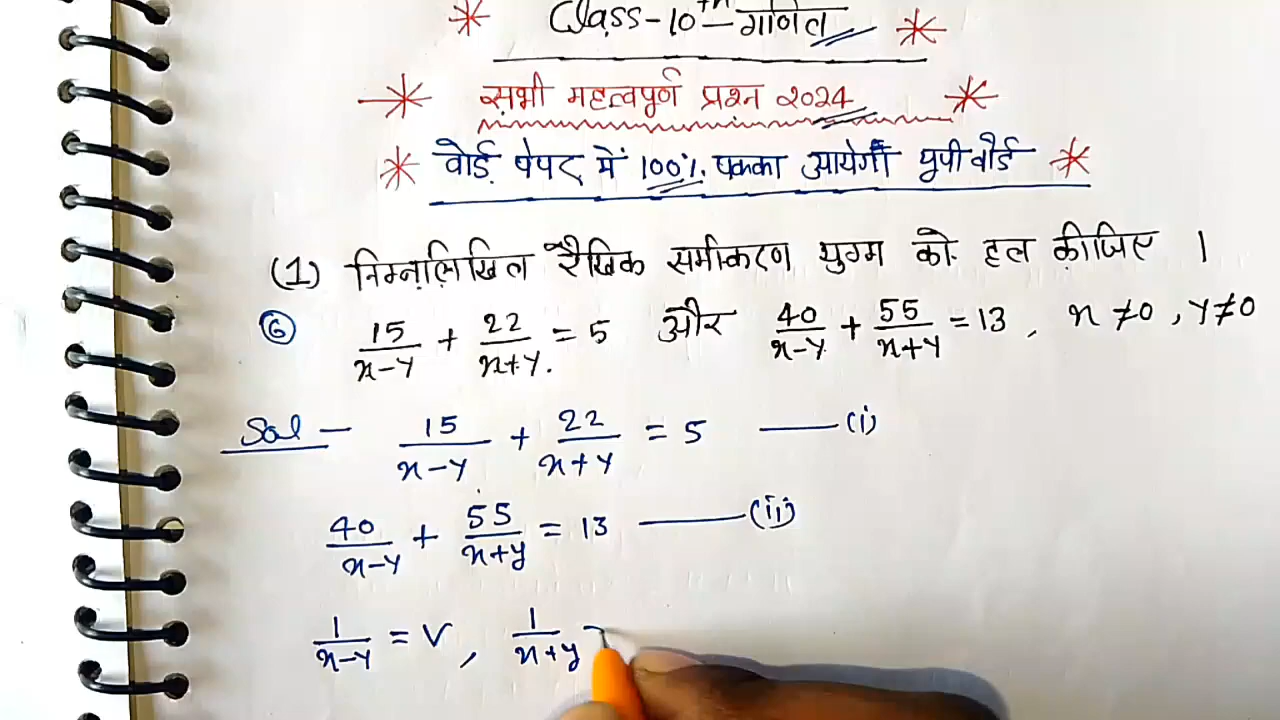 Class-10th-गणित
सभी महत्वपूर्ण प्रश्न २०24
बोर्ड पेपर में 100% पक्का आयेगा यूपी बोर्ड
(1) निम्नलिखित रैखिक समीकरण युग्म को हल कीजिए ।
⑥ 15/(x-y) + 22/(x+y) = 5 और 40/(x-y) + 55/(x+y) = 13, x ≠ 0, y ≠ 0
Sol - 15/(x-y) + 22/(x+y) = 5 —— (i)
40/(x-y) + 55/(x+y) = 13 —— (ii)
1/(x-y) = v, 1/(x+y)